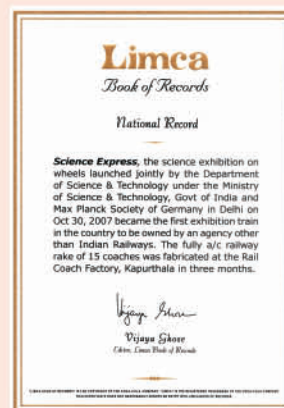 Limca
Book of Records
National Record
Science Express, the science exhibition on
wheels launched jointly by the Department
of Science & Technology under the Ministry
of Science & Technology, Govt of India and
Max Planck Society of Germany in Delhi on
Oct 30, 2007 became the first exhibition train
in the country to be owned by an agency other
than Indian Railways. The fully a/c railway
rake of 15 coaches was fabricated at the Rail
Coach Factory, Kapurthala in three months.
Vijaya Ghose
Vijaya Ghose
Editor, Limca Book of Records